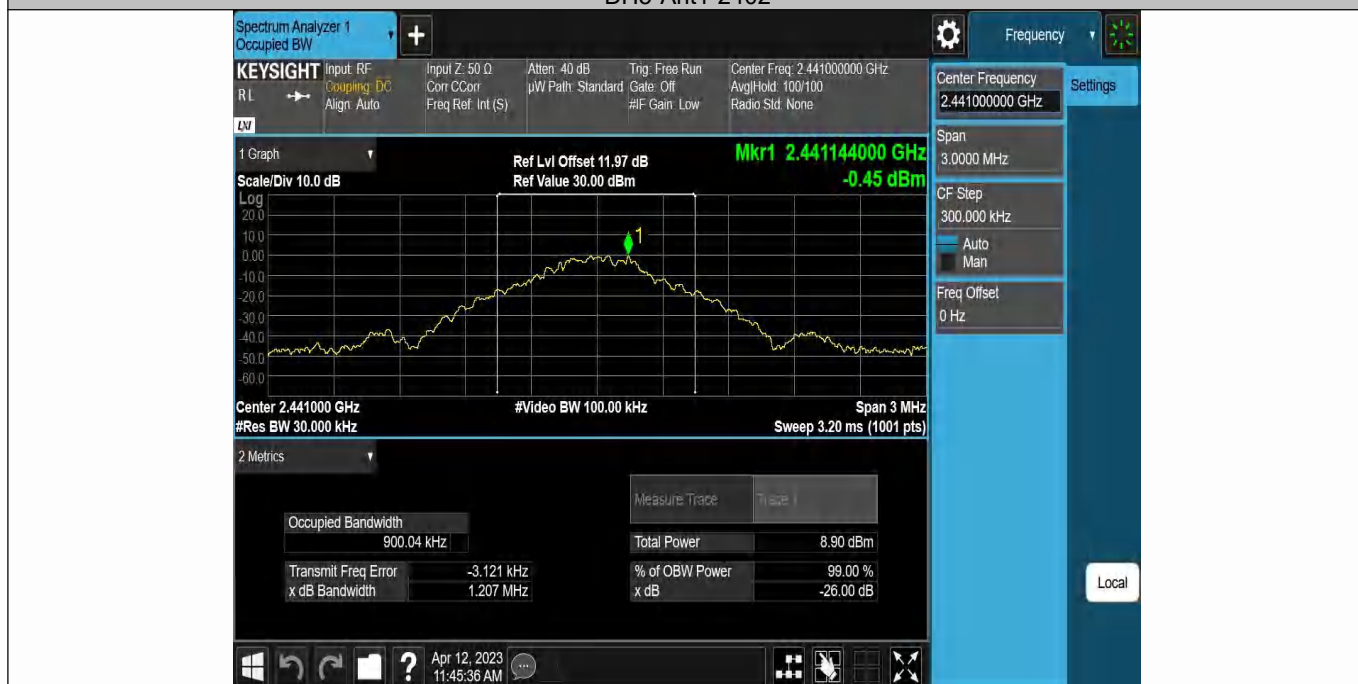 Spectrum Analyzer 1
Occupied BW
+
Frequency
KEYSIGHT
RL
LXI
Input: RF
Coupling: DC
Align: Auto
Input Z: 50 Ω
Corr CCorr
Freq Ref: Int (S)
Atten: 40 dB
µW Path: Standard
Trig: Free Run
Gate: Off
#IF Gain: Low
Center Freq: 2.441000000 GHz
Avg|Hold: 100/100
Radio Std: None
Center Frequency
2.441000000 GHz
Settings
Span
3.0000 MHz
CF Step
300.000 kHz
Auto
Man
Freq Offset
0 Hz
Local
1 Graph
Scale/Div 10.0 dB
Ref Lvl Offset 11.97 dB
Ref Value 30.00 dBm
Mkr1 2.441144000 GHz
-0.45 dBm
Log
20.0
10.0
0.00
-10.0
-20.0
-30.0
-40.0
-50.0
-60.0
1
Center 2.441000 GHz
#Video BW 100.00 kHz
Span 3 MHz
#Res BW 30.000 kHz
Sweep 3.20 ms (1001 pts)
2 Metrics
Measure Trace
Trace 1
Occupied Bandwidth
900.04 kHz
Total Power
8.90 dBm
Transmit Freq Error
-3.121 kHz
% of OBW Power
99.00 %
x dB Bandwidth
1.207 MHz
x dB
-26.00 dB
?
Apr 12, 2023
11:45:36 AM